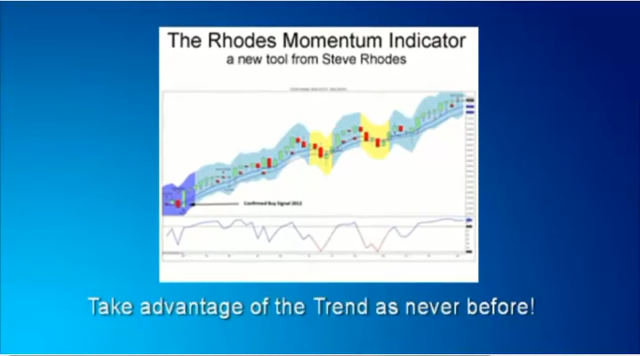 The Rhodes Momentum Indicator
a new tool from Steve Rhodes
Confirmed Buy Signal 2012
Take advantage of the Trend as never before!